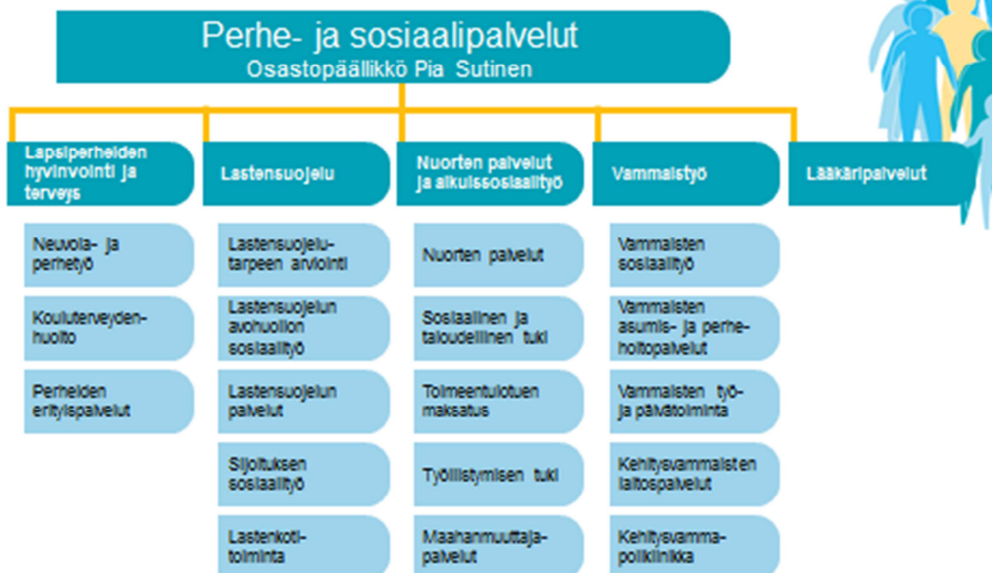 Perhe- ja sosiaalipalvelut
Osastopäällikkö Pia Sutinen
Lapsiperheiden
hyvinvointi ja
terveys
Lastensuojelu
Nuorten palvelut
ja aikuissosiaalityö
Vammaistyö
Lääkäripalvelut
Neuvola- ja
perhetyö
Kouluterveyden-
huolto
Perheiden
erityispalvelut
Lastensuojelu-
tarpeen arviointi
Lastensuojelun
avohuollon
sosiaalityö
Lastensuojelun
palvelut
Sijoituksen
sosiaalityö
Lastenkoti-
toiminta
Nuorten palvelut
Sosiaalinen ja
taloudellinen tuki
Toimeentulotuen
maksatus
Työllistymisen tuki
Maahanmuuttaja-
palvelut
Vammaisten
sosiaalityö
Vammaisten
asumis- ja perhe-
hoitopalvelut
Vammaisten työ-
ja päivätoiminta
Kehitysvammaisten
laitospalvelut
Kehitysvamma-
poliklinikka